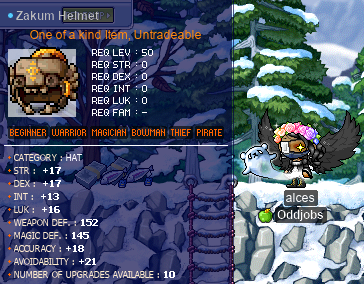 Zakum Helmet
One of a kind Item, Untradeable
REQ LEV : 50
REQ STR : 0
REQ DEX : 0
REQ INT : 0
REQ LUK : 0
REQ FAM : -
BEGINNER WARRIOR MAGICIAN BOWMAN THIEF PIRATE
CATEGORY : HAT
STR : +17
DEX : +17
INT : +13
LUK : +16
WEAPON DEF. : 152
MAGIC DEF. : 145
ACCURACY : +18
AVOIDABILITY : +21
NUMBER OF UPGRADES AVAILABLE : 10
alces
Oddjobs